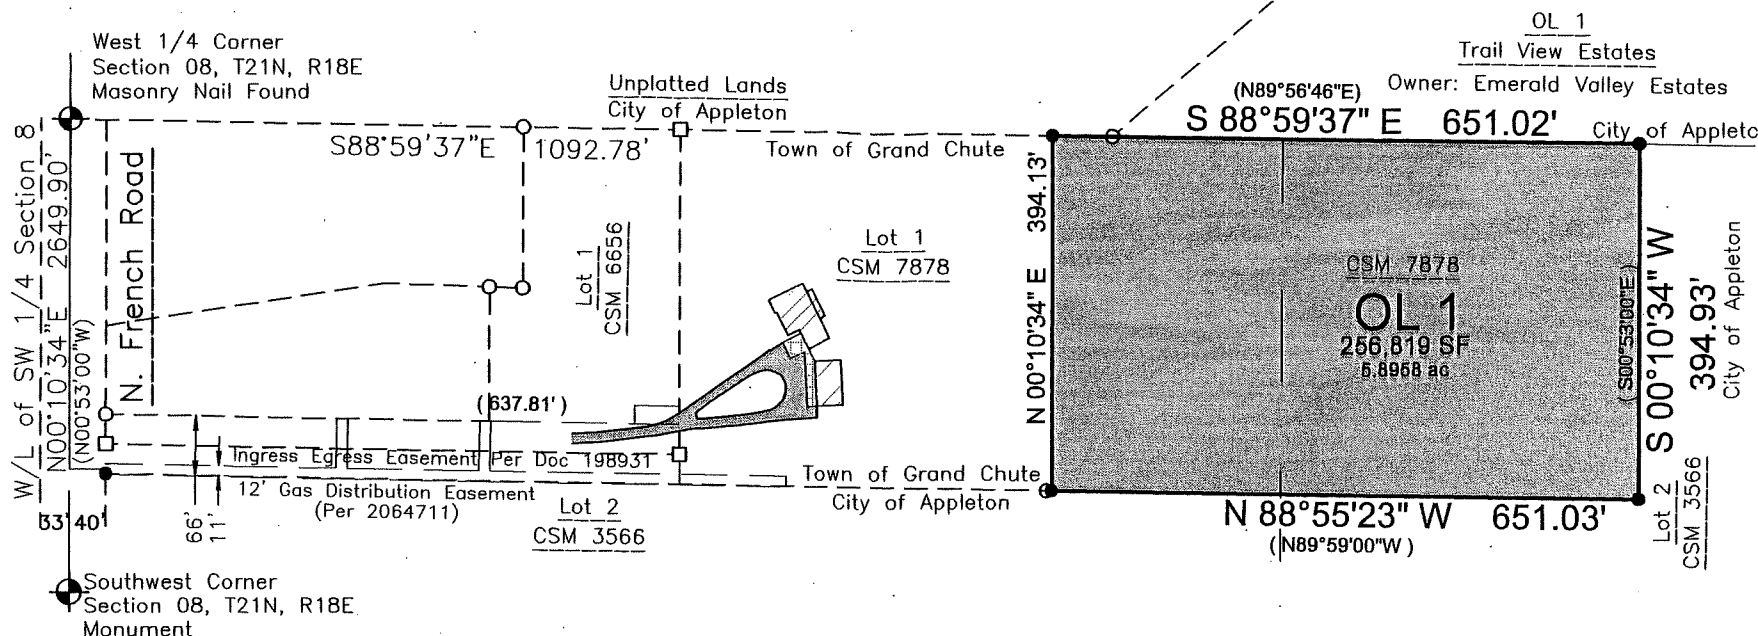 West 1/4 Corner
Section 08, T21N, R18E
Masonry Nail Found
Unplatted Lands
City of Appleton
OL 1
Trail View Estates
Owner: Emerald Valley Estates
(N89°56'46"E)
S 88°59'37" E 651.02'
City of Appletc
S88°59'37"E 1092.78'
Town of Grand Chute
W/L of SW 1/4 Section 8
N00°10'34"E 2649.90'
(N00°53'00"W)
N. French Road
Lot 1
CSM 6656
Lot 1
CSM 7878
N 00°10'34" E 394.13'
CSM 7878
OL 1
256,819 SF
5.8958 ac
(S00°53'00"E)
S 00°10'34" W
394.93'
City of Appleton
(637.81')
Ingress Egress Easement Per Doc 198931
12' Gas Distribution Easement
(Per 2064711)
Town of Grand Chute
City of Appleton
Lot 2
CSM 3566
33.40'
66'
11'
N 88°55'23" W 651.03'
(N89°59'00"W)
Lot 2
CSM 3566
Southwest Corner
Section 08, T21N, R18E
Monument